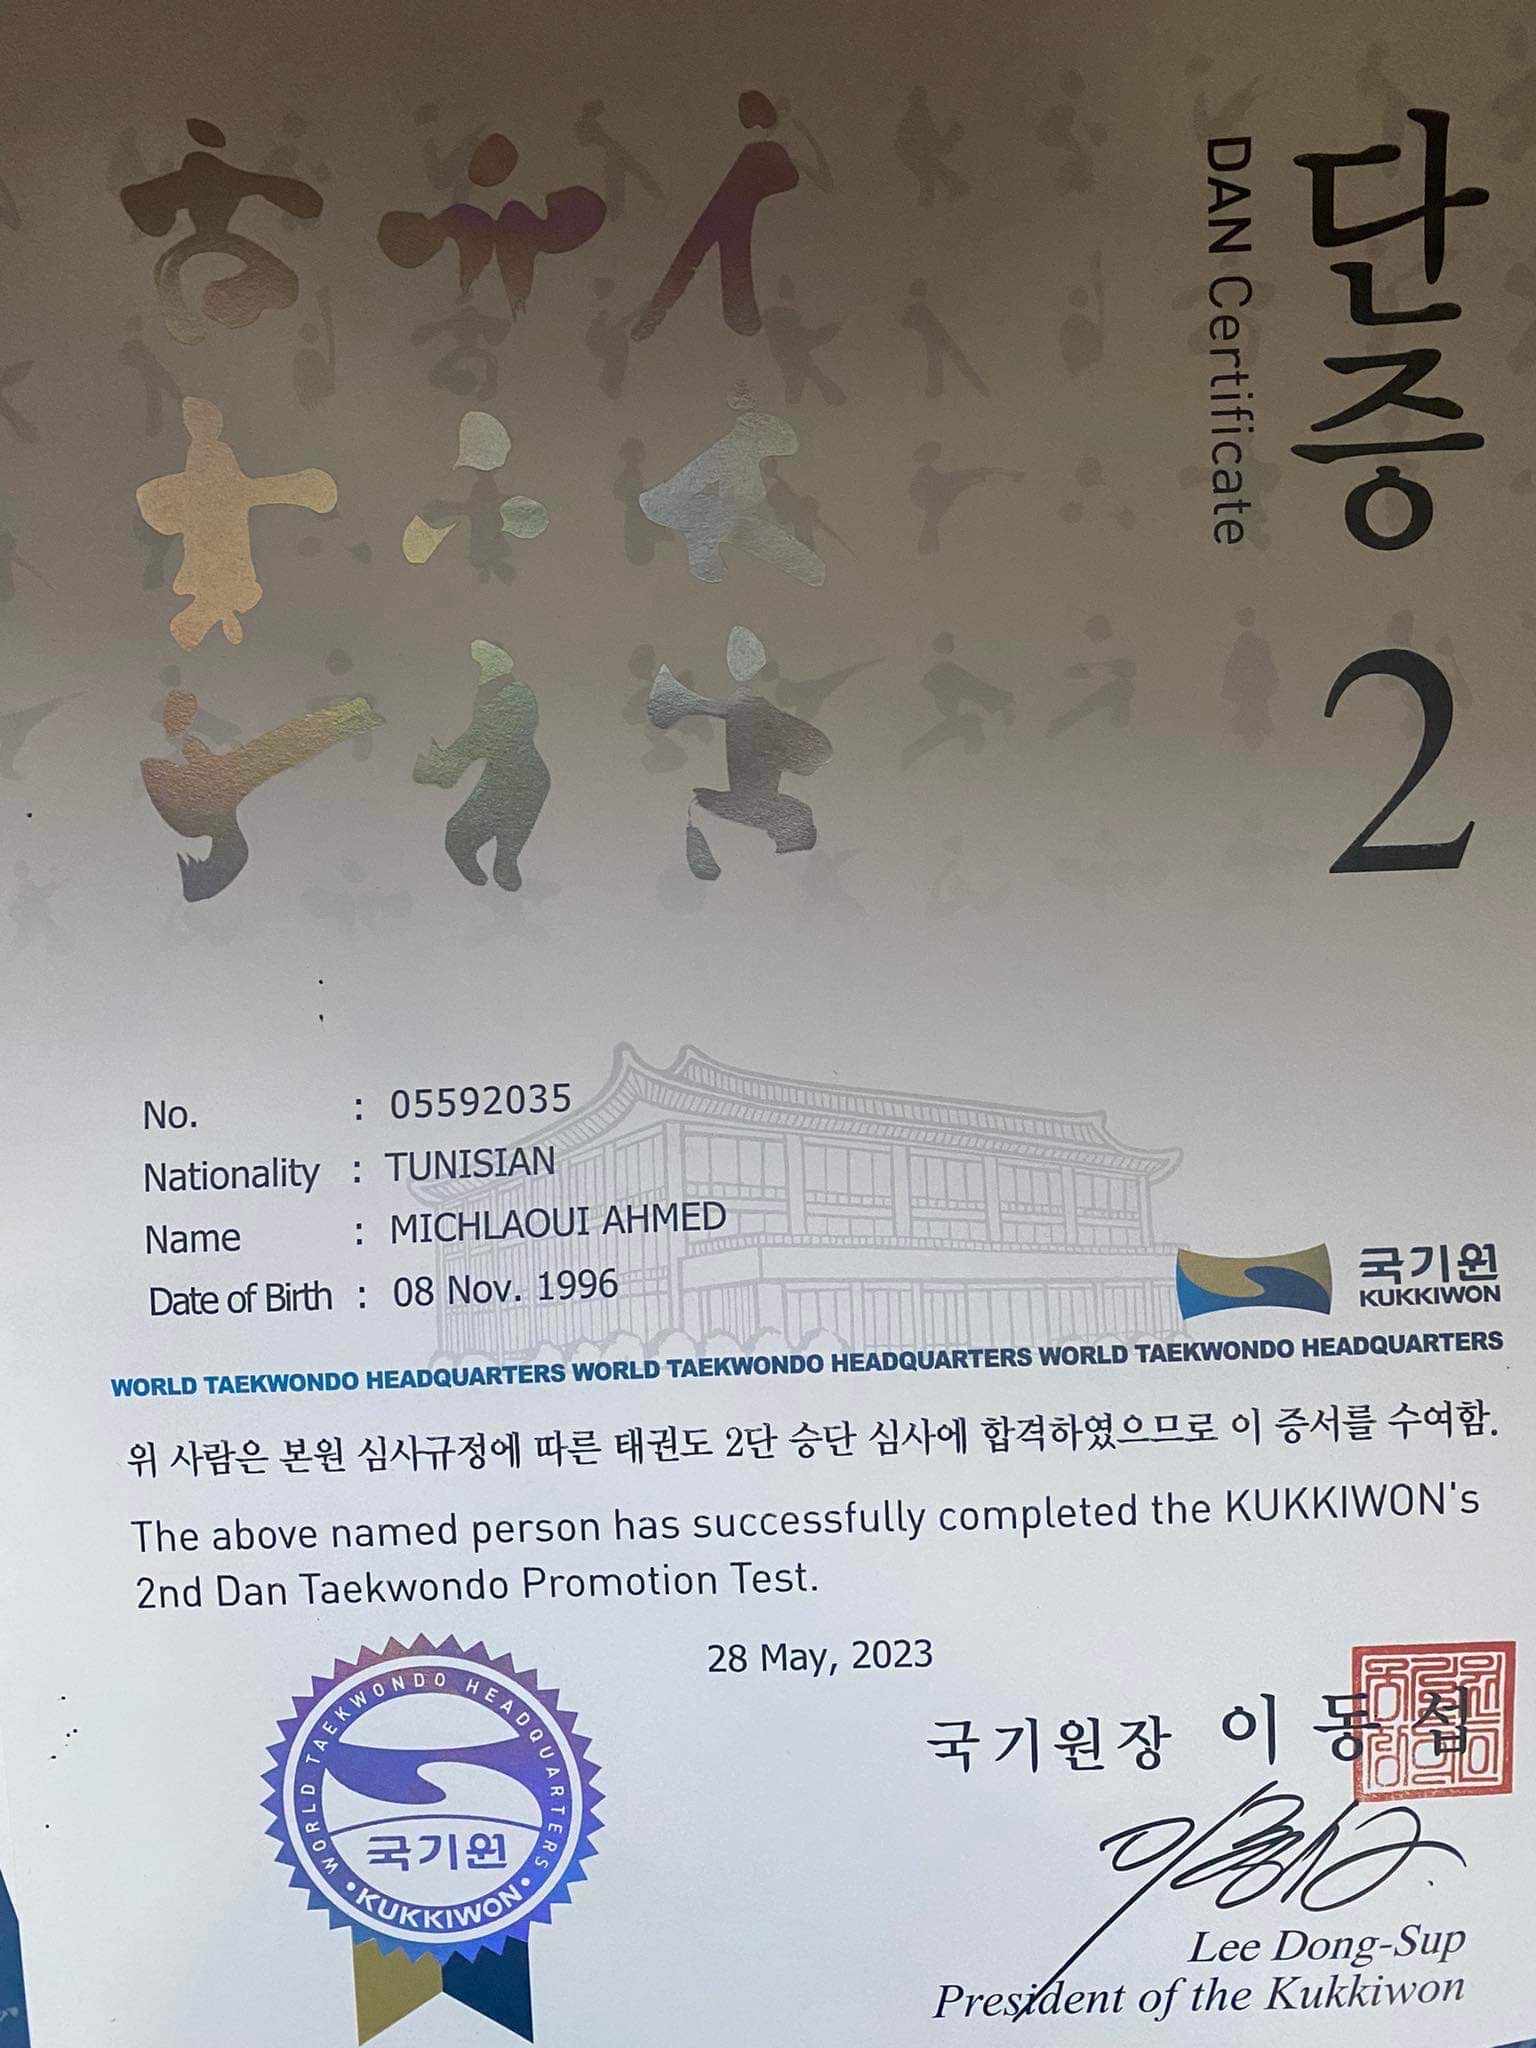 단증 2
DAN Certificate
No. : 05592035
Nationality : TUNISIAN
Name : MICHLAOUI AHMED
Date of Birth : 08 Nov. 1996
국기원
KUKKIWON
WORLD TAEKWONDO HEADQUARTERS WORLD TAEKWONDO HEADQUARTERS WORLD TAEKWONDO HEADQUARTERS
위 사람은 본원 심사규정에 따른 태권도 2단 승단 심사에 합격하였으므로 이 증서를 수여함.
The above named person has successfully completed the KUKKIWON's
2nd Dan Taekwondo Promotion Test.
28 May, 2023
국기원장 이동섭
Lee Dong-Sup
President of the Kukkiwon
WORLD TAEKWONDO HEADQUARTERS
국기원
KUKKIWON